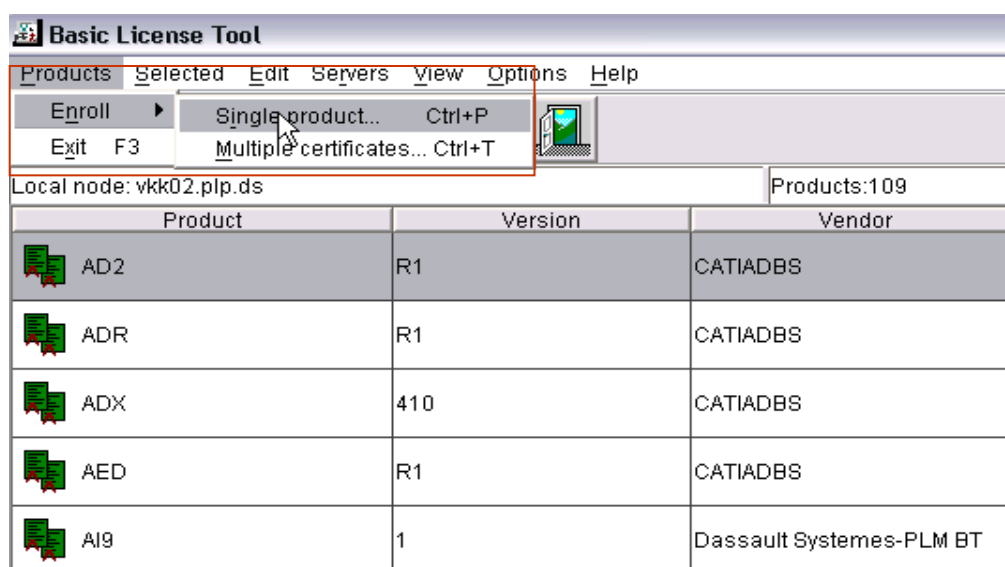 Basic License Tool
Products Selected Edit Servers View Options Help
Enroll Single product... Ctrl+P
Exit F3 Multiple certificates... Ctrl+T
Local node: vkk02.plp.ds Products:109
Product Version Vendor
AD2 R1 CATIADBS
ADR R1 CATIADBS
ADX 410 CATIADBS
AED R1 CATIADBS
AI9 1 Dassault Systemes-PLM BT